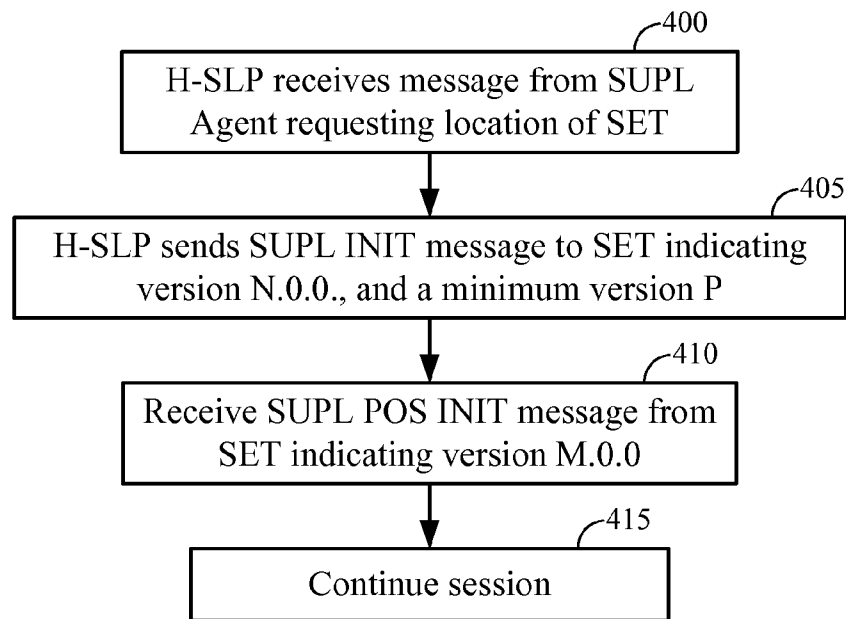 400
H-SLP receives message from SUPL
Agent requesting location of SET
405
H-SLP sends SUPL INIT message to SET indicating
version N.0.0., and a minimum version P
410
Receive SUPL POS INIT message from
SET indicating version M.0.0
415
Continue session